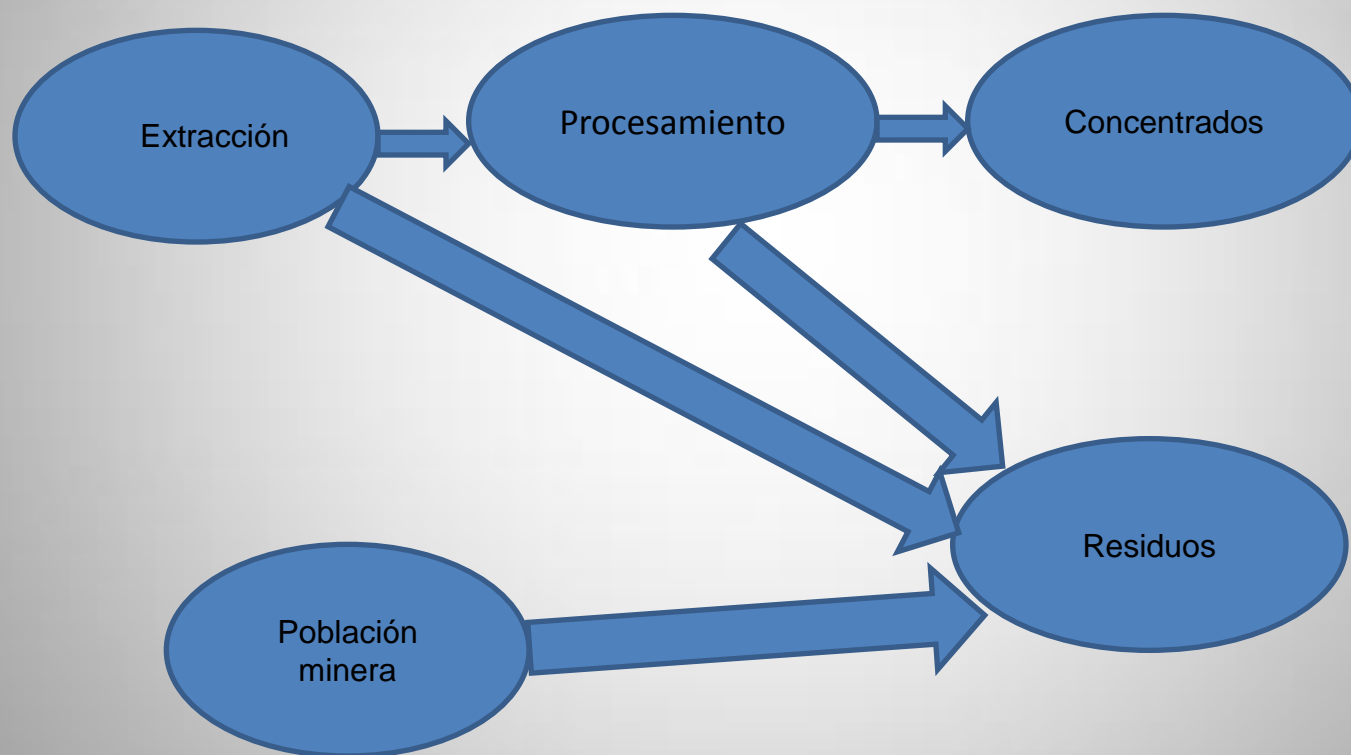 Extracción
Procesamiento
Concentrados
Residuos
Población
minera